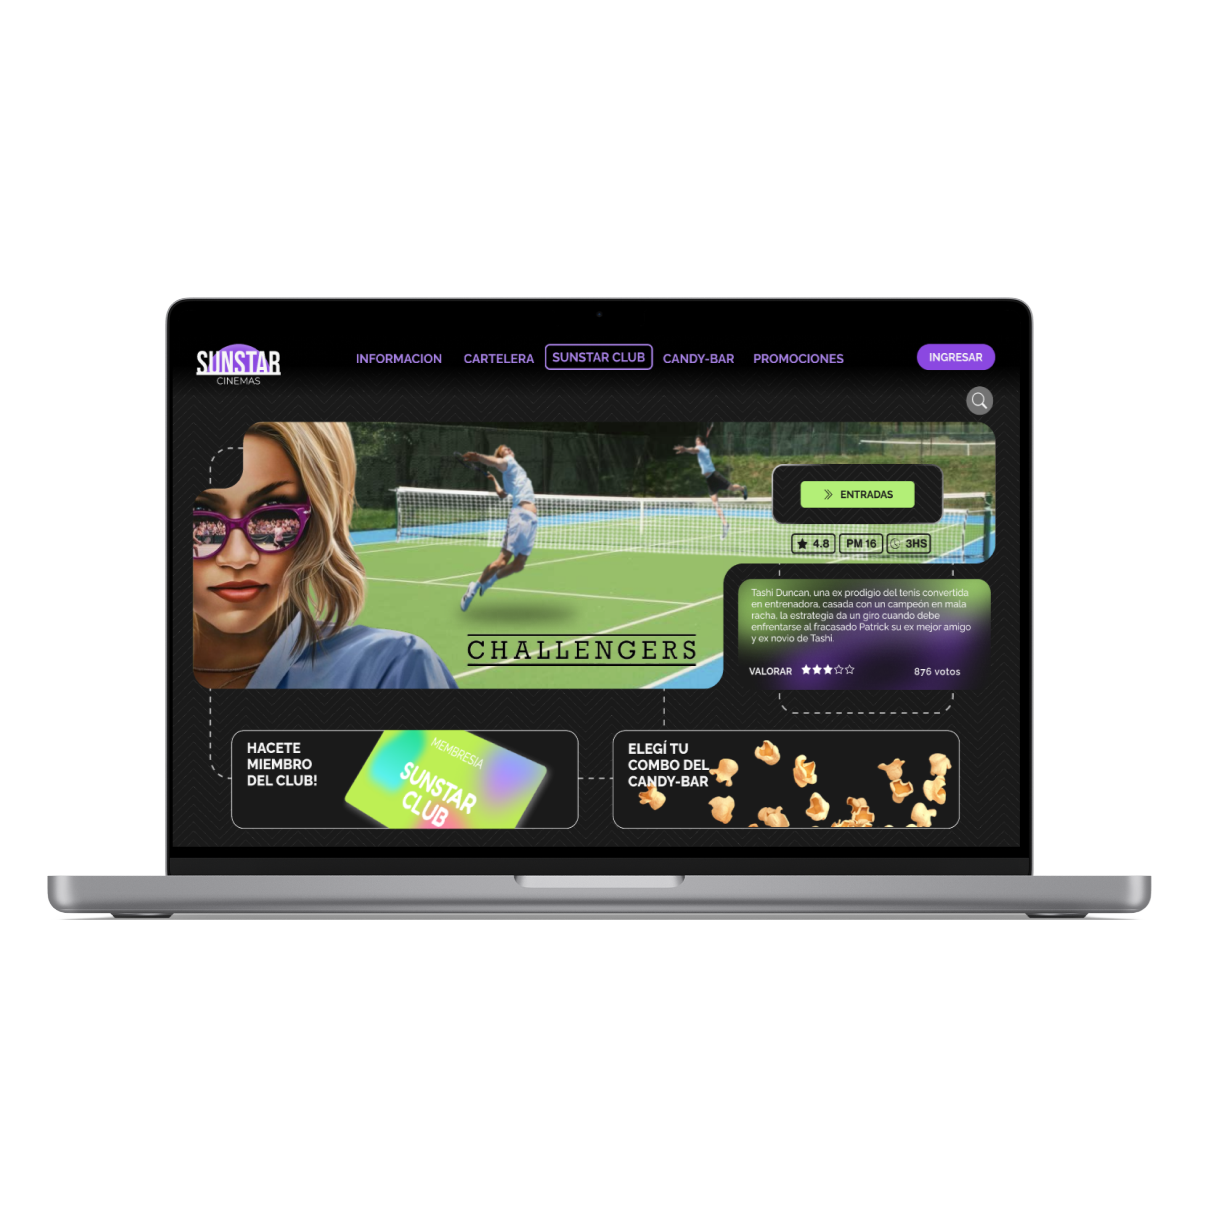 SUNSTAR
CINEMAS
INFORMACION
CARTELERA
SUNSTAR CLUB
CANDY-BAR
PROMOCIONES
INGRESAR
ENTRADAS
4.8
PM 16
3HS
Tashi Duncan, una ex prodigio del tenis convertida
en entrenadora, casada con un campeón en mala
racha, la estrategia da un giro cuando debe
enfrentarse al fracasado Patrick su ex mejor amigo
y ex novio de Tashi.
CHALLENGERS
VALORAR
876 votos
HACETE
MIEMBRO
DEL CLUB!
MEMBRESIA
SUNSTAR
CLUB
ELEGÍ TU
COMBO DEL
CANDY-BAR